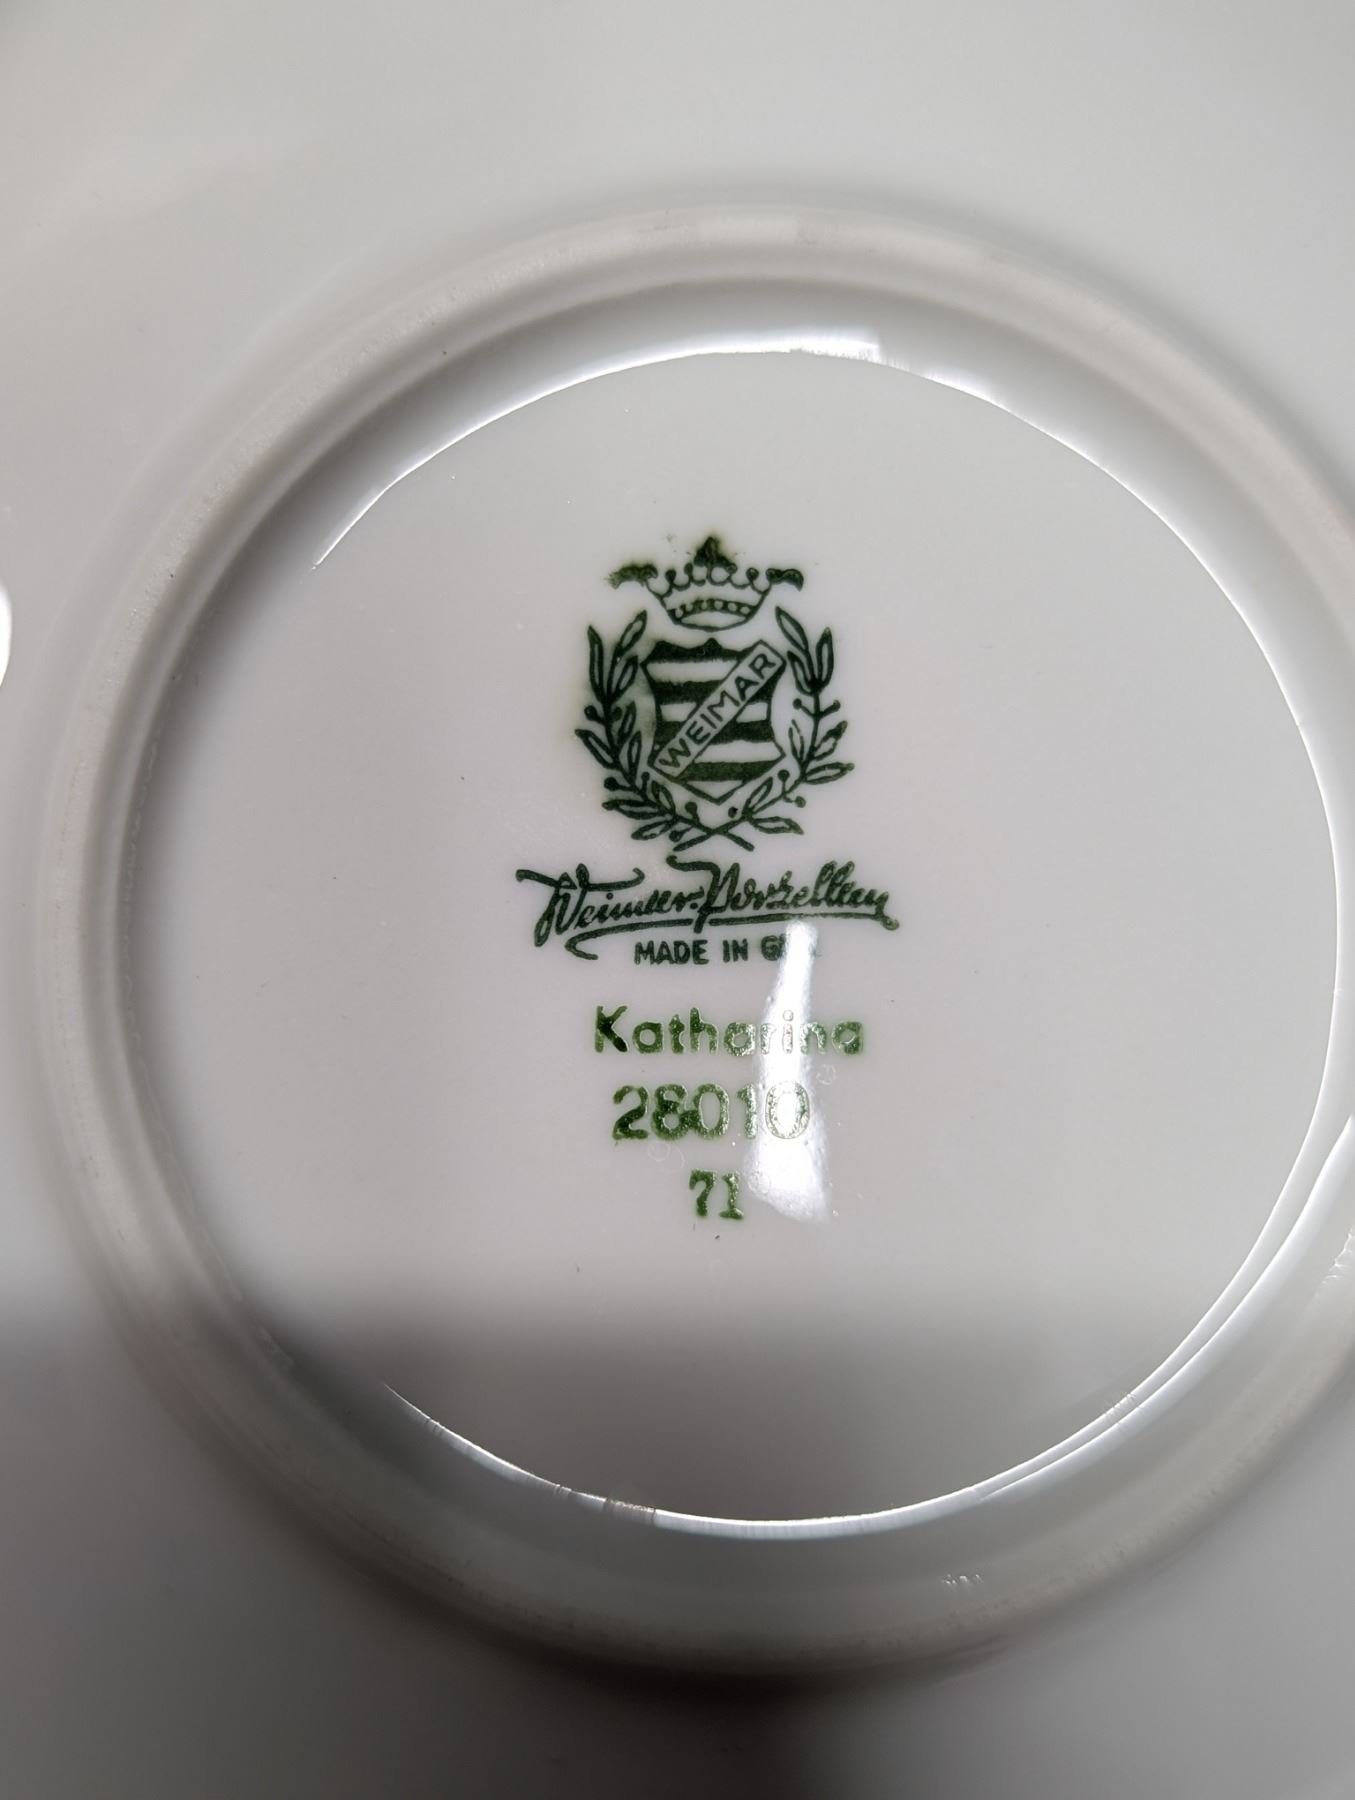 WEIMAR
Weimar-Porzellan
MADE IN
Katharina
28010
71